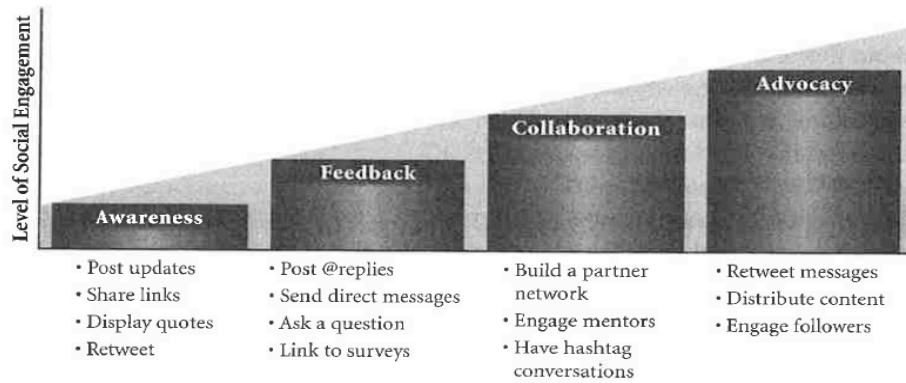 Level of Social Engagement
Awareness
• Post updates
• Share links
• Display quotes
• Retweet
Feedback
• Post @replies
• Send direct messages
• Ask a question
• Link to surveys
Collaboration
• Build a partner
network
• Engage mentors
• Have hashtag
conversations
Advocacy
• Retweet messages
• Distribute content
• Engage followers